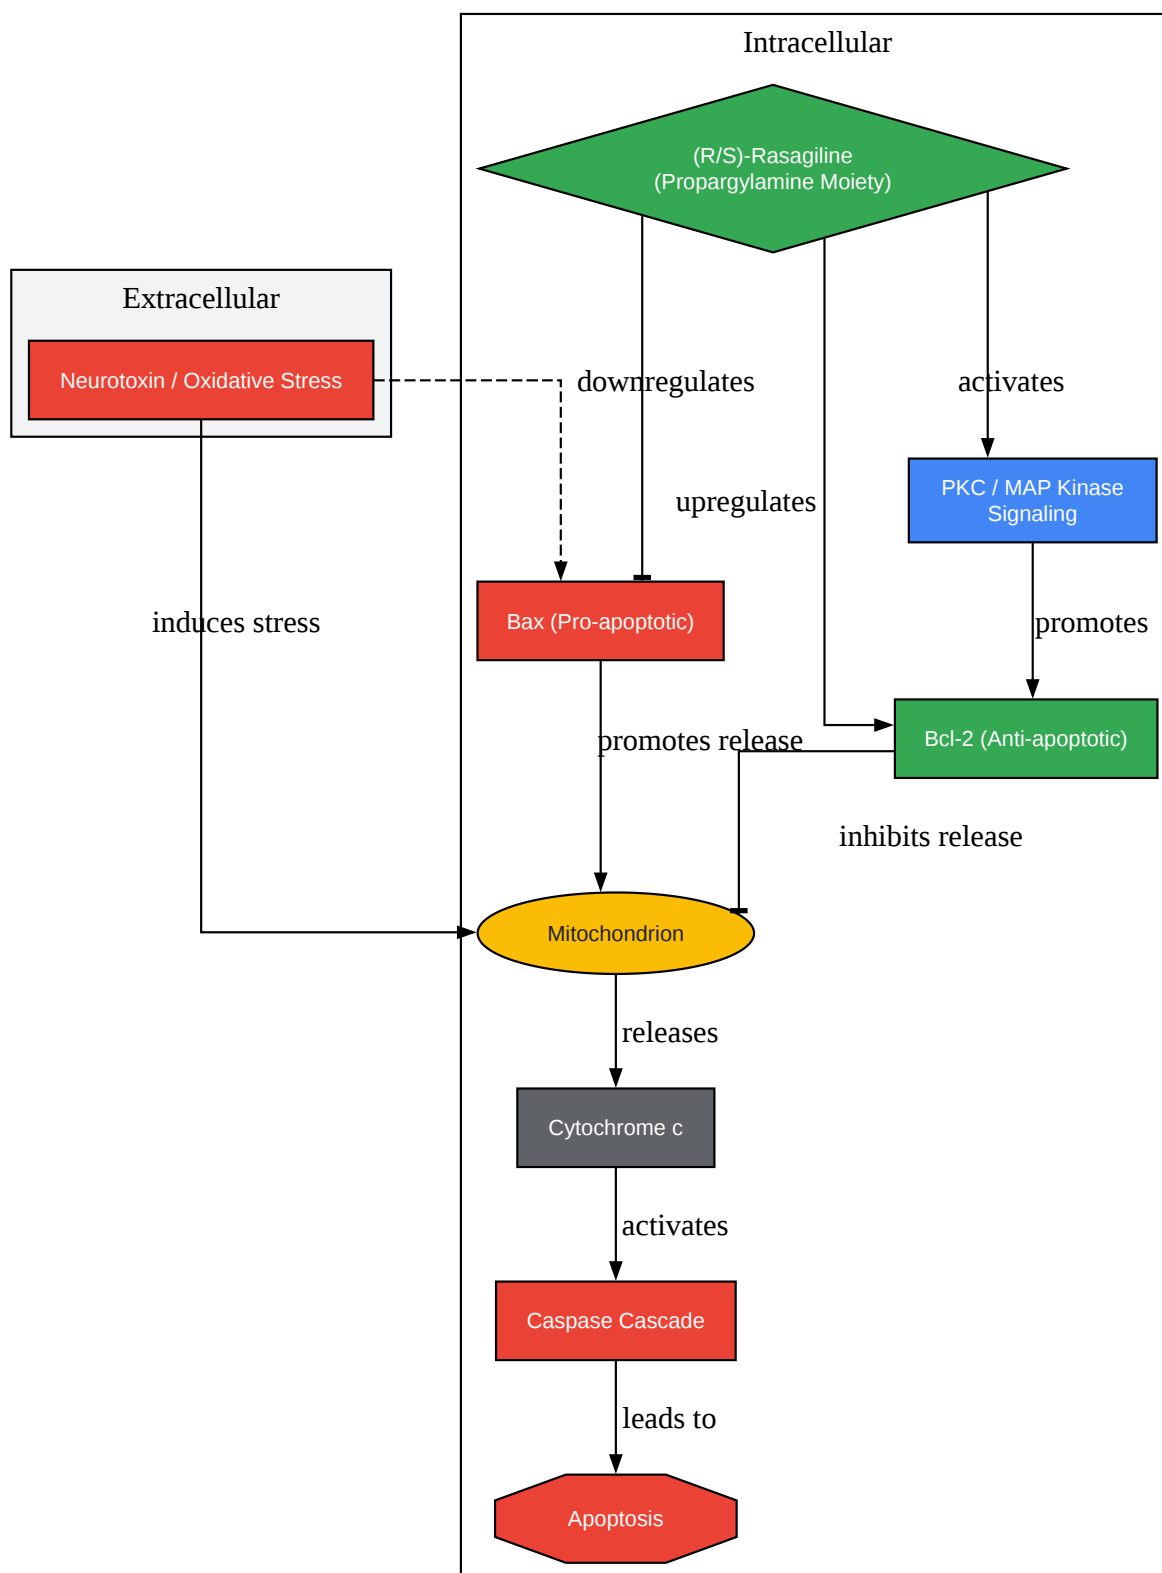 Intracellular
(R/S)-Rasagiline
(Propargylamine Moiety)
Extracellular
Neurotoxin / Oxidative Stress
downregulates
activates
PKC / MAP Kinase
Signaling
upregulates
induces stress
Bax (Pro-apoptotic)
promotes
promotes release
Bcl-2 (Anti-apoptotic)
inhibits release
Mitochondrion
releases
Cytochrome c
activates
Caspase Cascade
leads to
Apoptosis